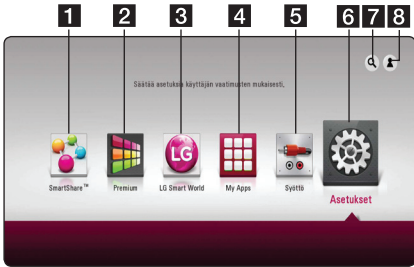 1 2 3 4 5 6 7 8
Säätää asetuksia käyttäjän vaatimusten mukaisesti.
LG
SmartShare™ Premium LG Smart World My Apps Syöttö
Asetukset